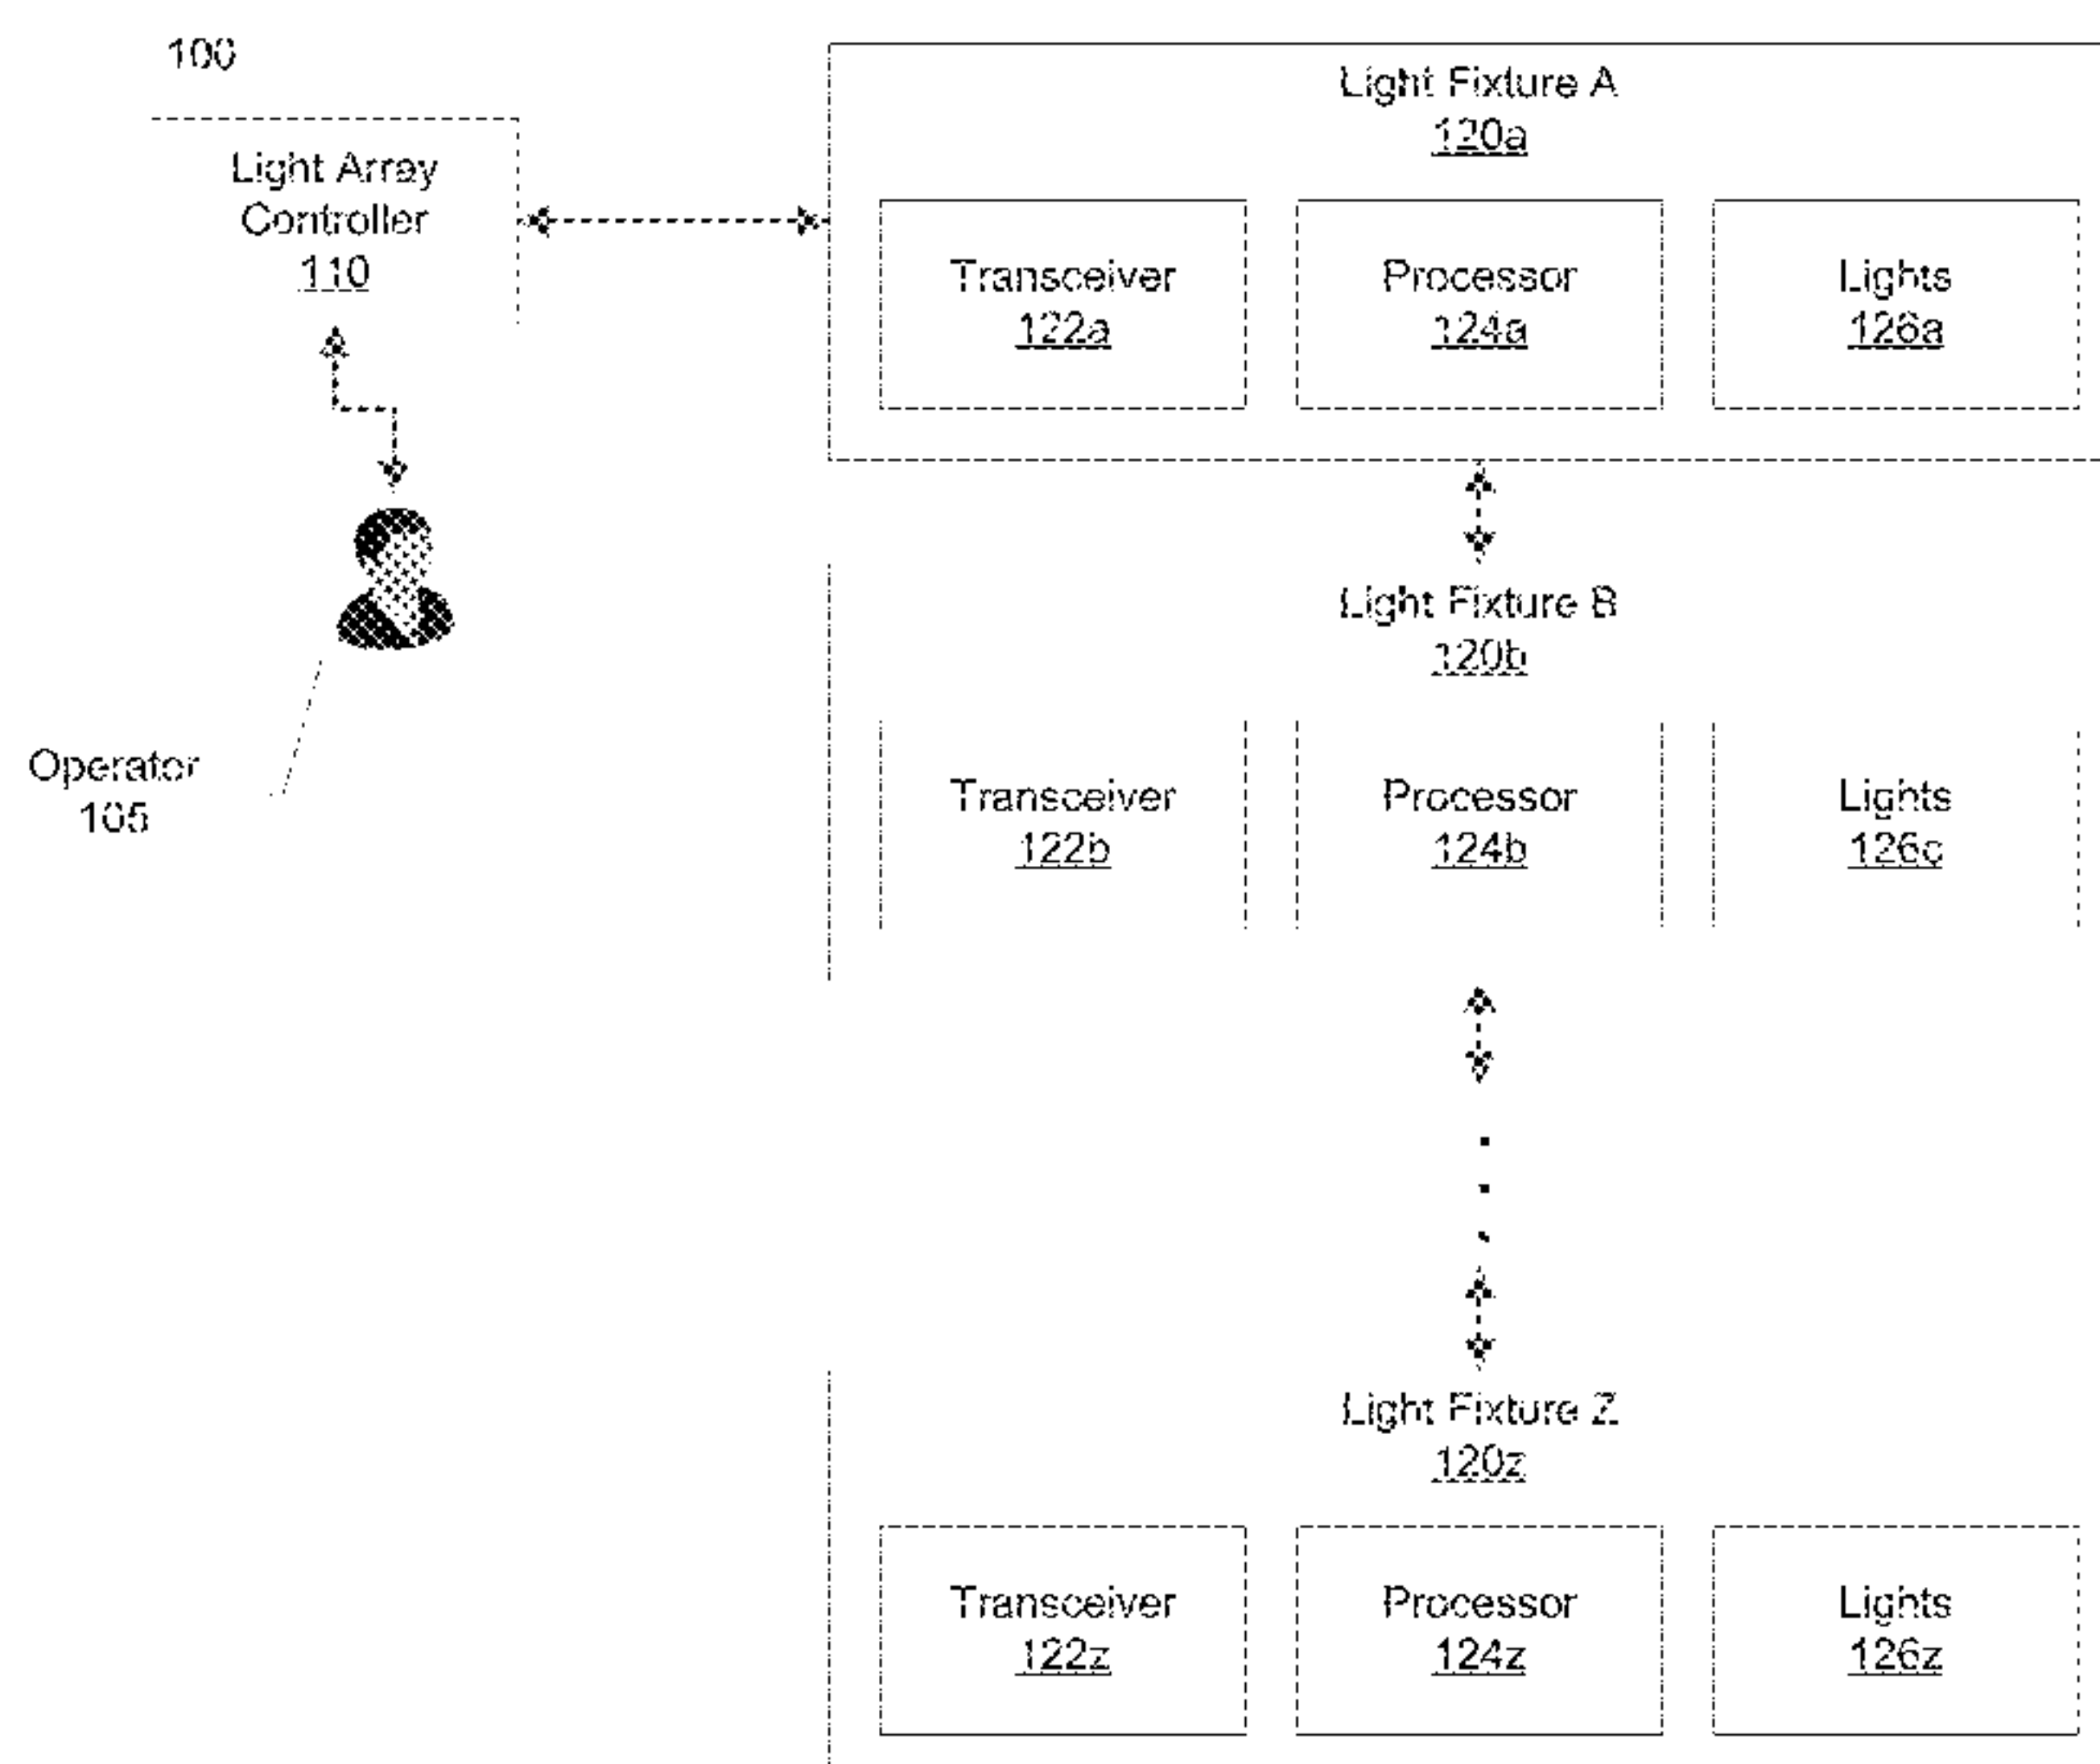 100
Light Array
Controller
110
Light Fixture A
120a
Transceiver
122a
Processor
124a
Lights
126a
Operator
105
Light Fixture B
120b
Transceiver
122b
Processor
124b
Lights
126c
Light Fixture Z
120z
Transceiver
122z
Processor
124z
Lights
126z